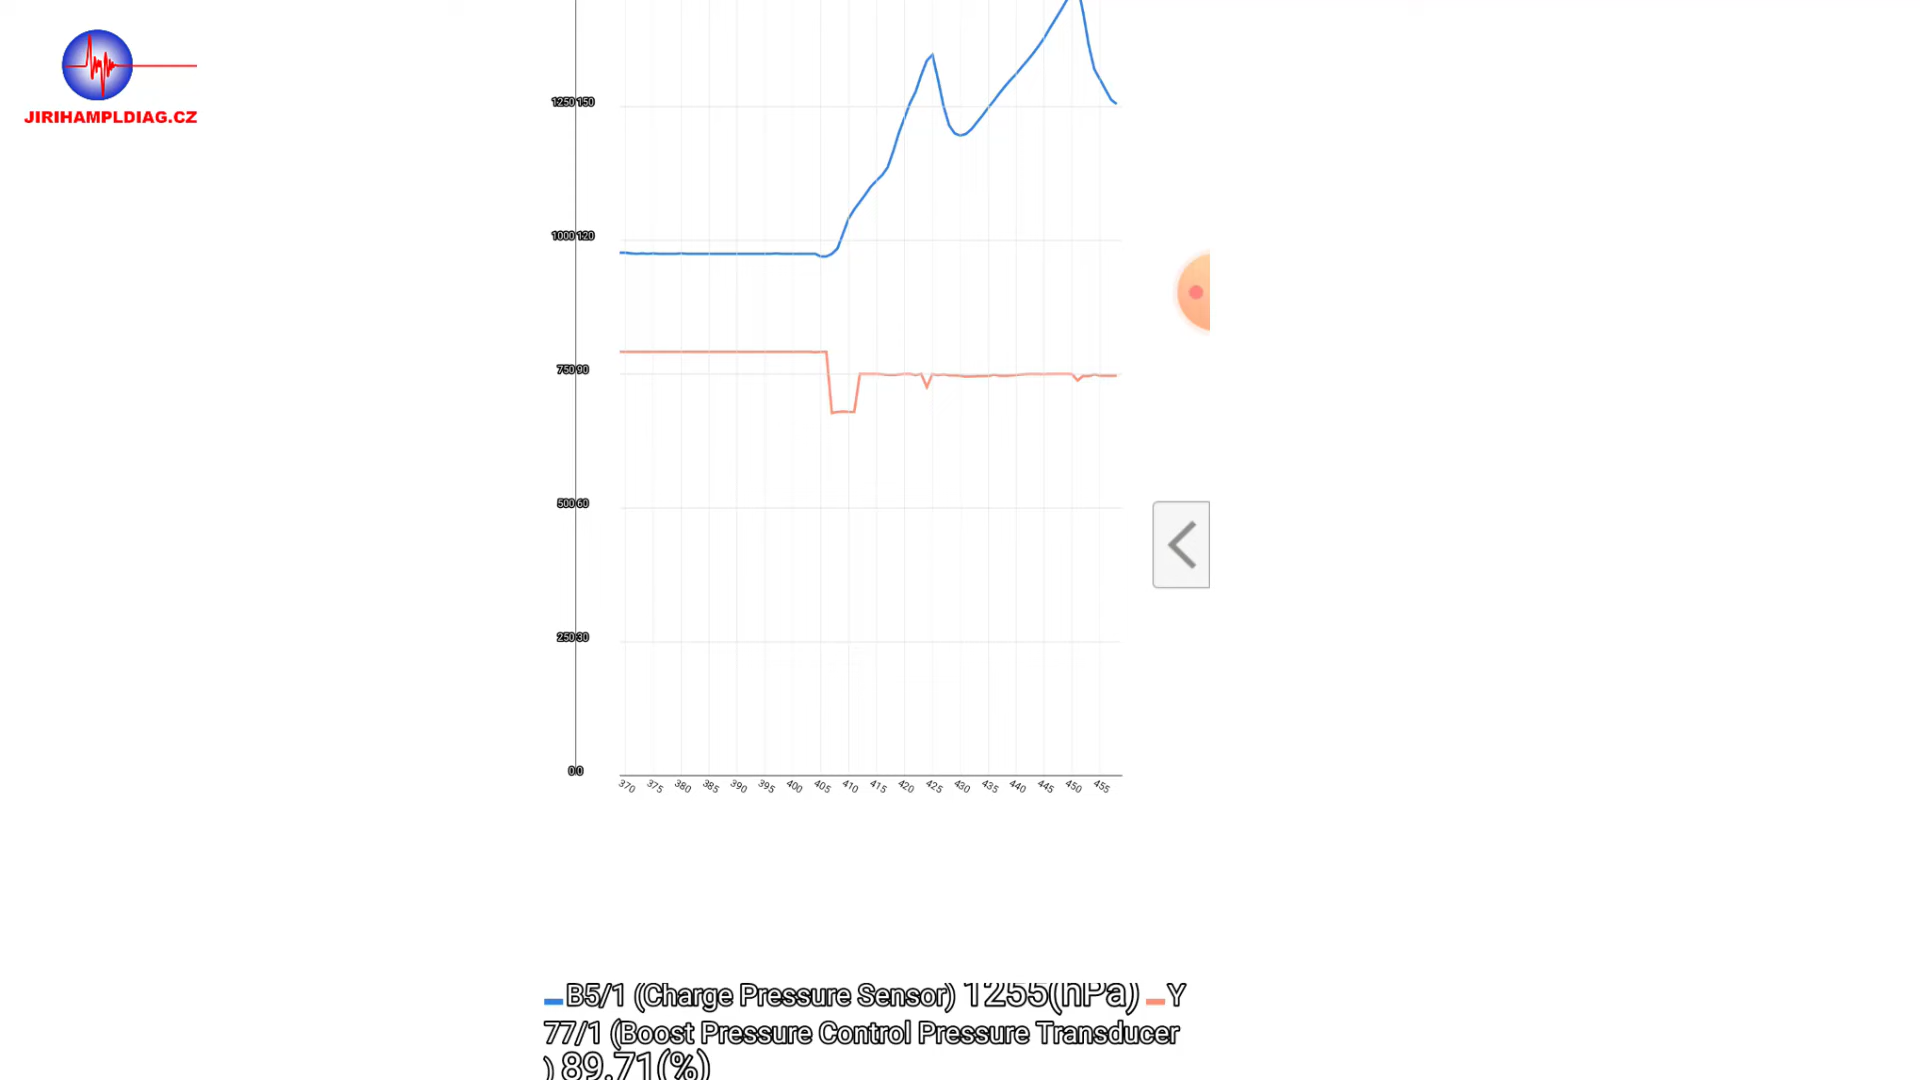 JIRIHAMPLDIAG.CZ
1250 150
1000 120
750 90
500 60
250 30
0 0
370 375 380 385 390 395 400 405 410 415 420 425 430 435 440 445 450 455
B5/1 (Charge Pressure Sensor) 1255(hPa) Y
77/1 (Boost Pressure Control Pressure Transducer
) 89.71(%)